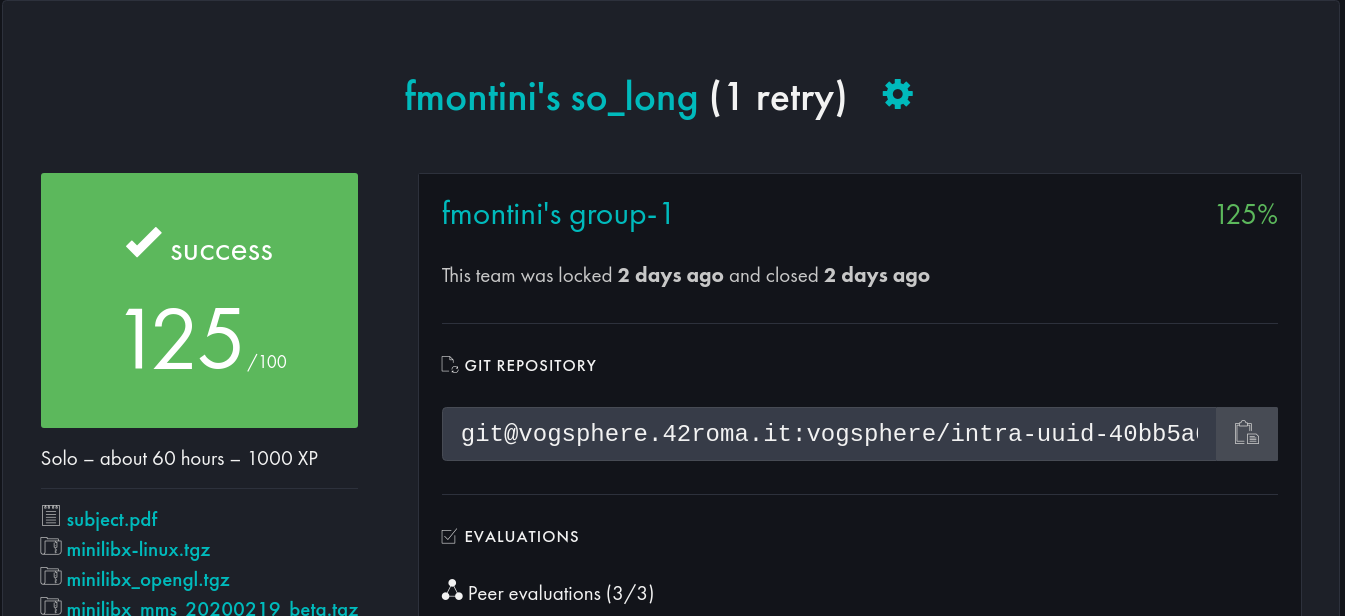 fmontini's so_long (1 retry)
success
125 /100
Solo – about 60 hours – 1000 XP
subject.pdf
minilibx-linux.tgz
minilibx_opengl.tgz
minilibx_mms_20200219_beta.tgz
fmontini's group-1
125%
This team was locked 2 days ago and closed 2 days ago
GIT REPOSITORY
git@vogsphere.42roma.it:vogsphere/intra-uuid-40bb5a
EVALUATIONS
Peer evaluations (3/3)